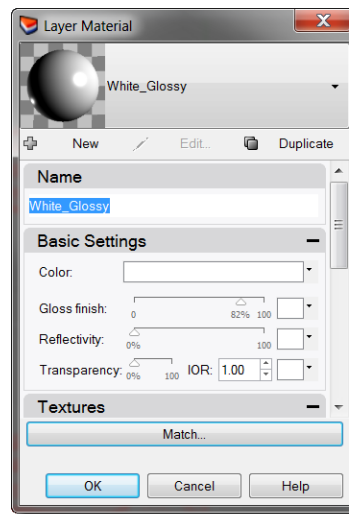 Layer Material
White_Glossy
New Edit... Duplicate
Name
White_Glossy
Basic Settings
Color:
Gloss finish: 0 82% 100
Reflectivity: 0% 100
Transparency: 0% 100 IOR: 1.00
Textures
Match...
OK Cancel Help